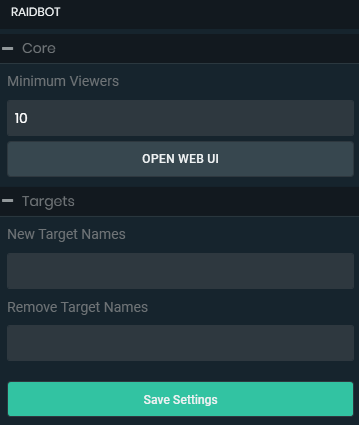 RAIDBOT
Core
Minimum Viewers
10
OPEN WEB UI
Targets
New Target Names
Remove Target Names
Save Settings